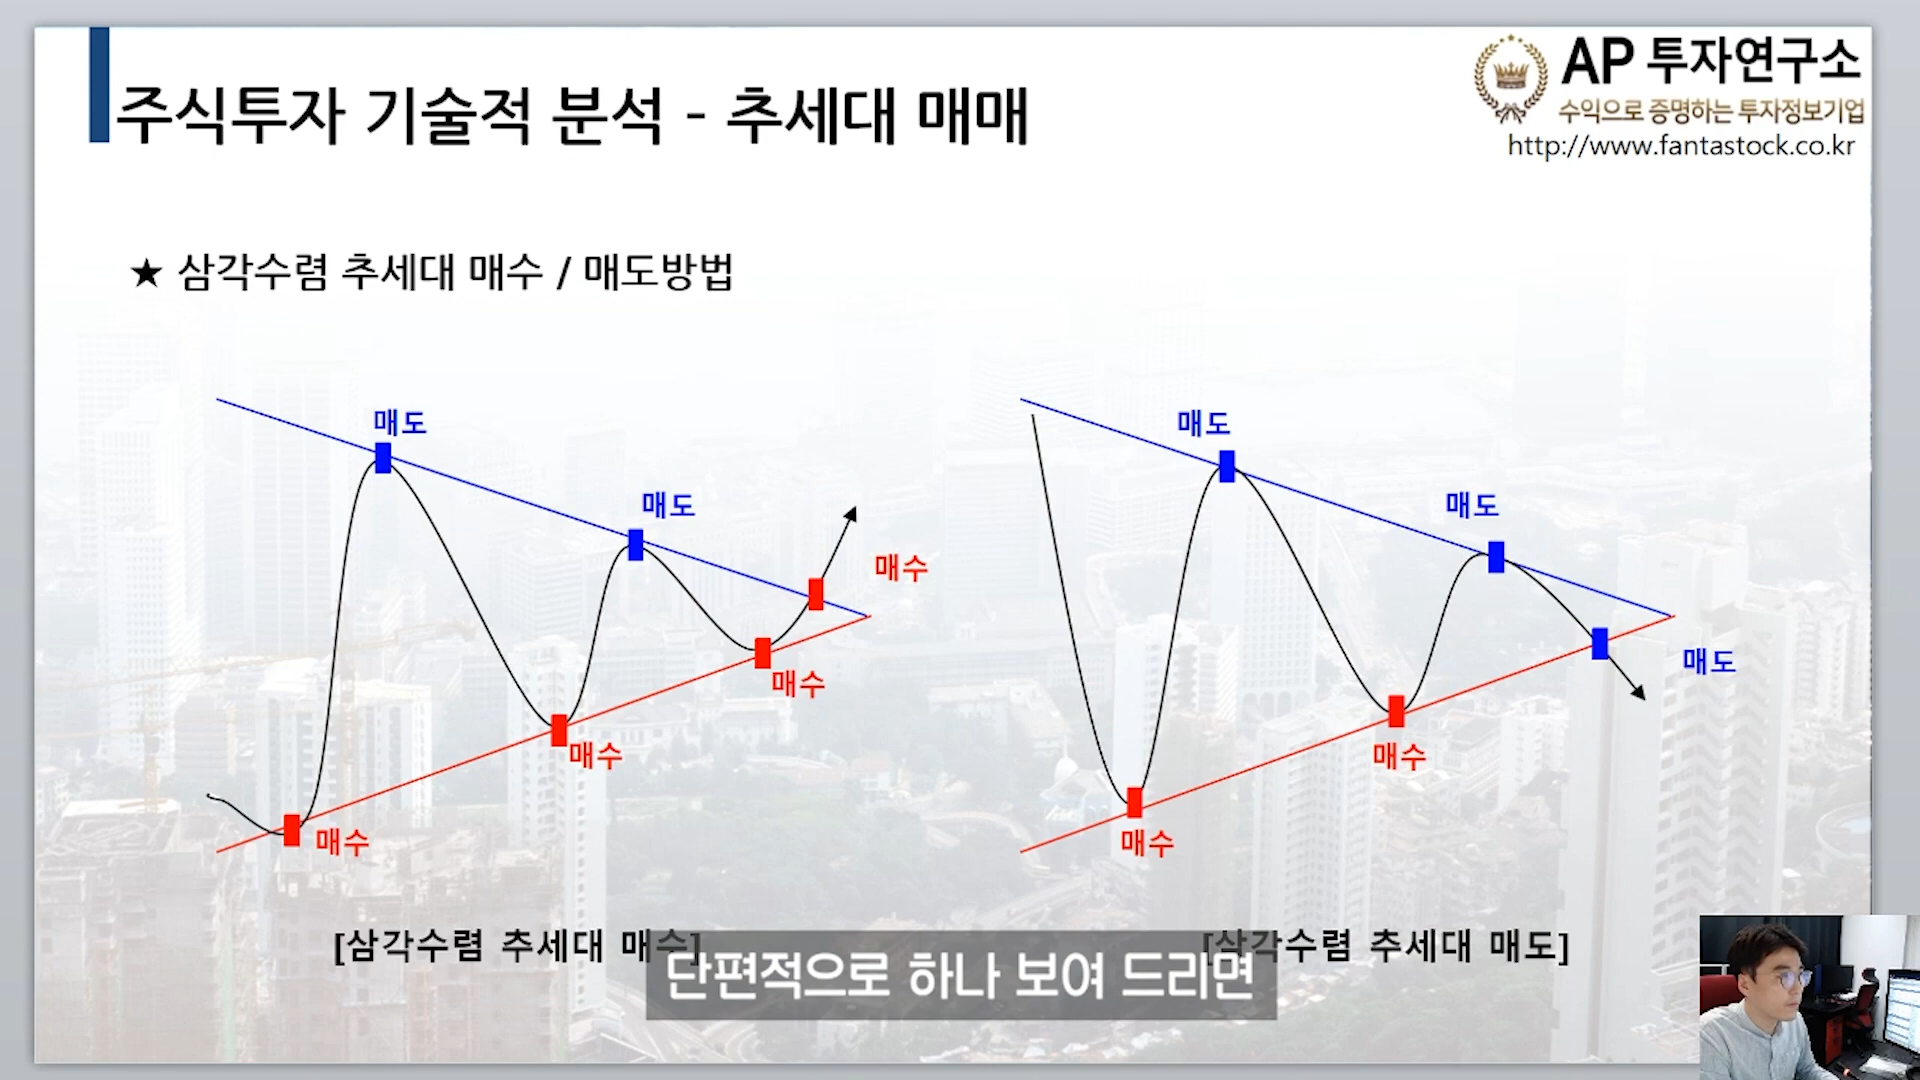 AP 투자연구소
수익으로 증명하는 투자정보기업
http://www.fantastock.co.kr
주식투자 기술적 분석 - 추세대 매매
★ 삼각수렴 추세대 매수 / 매도방법
매도
매도
매수
매수
매수
매수
[삼각수렴 추세대 매수]
매도
매도
매도
매수
매수
[삼각수렴 추세대 매도]
단편적으로 하나 보여 드리면